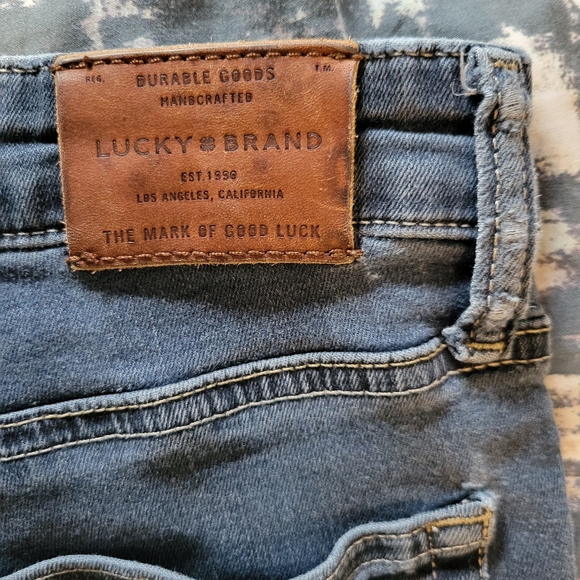 REG. DURABLE GOODS T.M.
HANDCRAFTED
LUCKY BRAND
EST. 1990
LOS ANGELES, CALIFORNIA
THE MARK OF GOOD LUCK